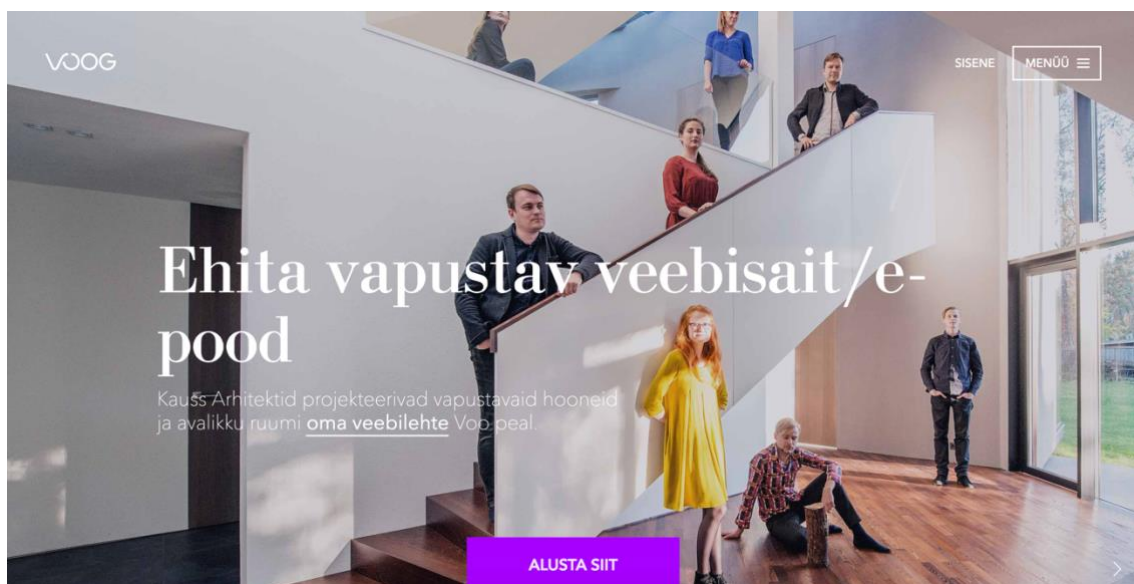 VOOG
SISENE
MENÜÜ
Ehita vapustav veebisait/e-
pood
Kauss Arhitektid projekteerivad vapustavaid hooneid
ja avalikku ruumi oma veebilehte Voo peal.
ALUSTA SIIT